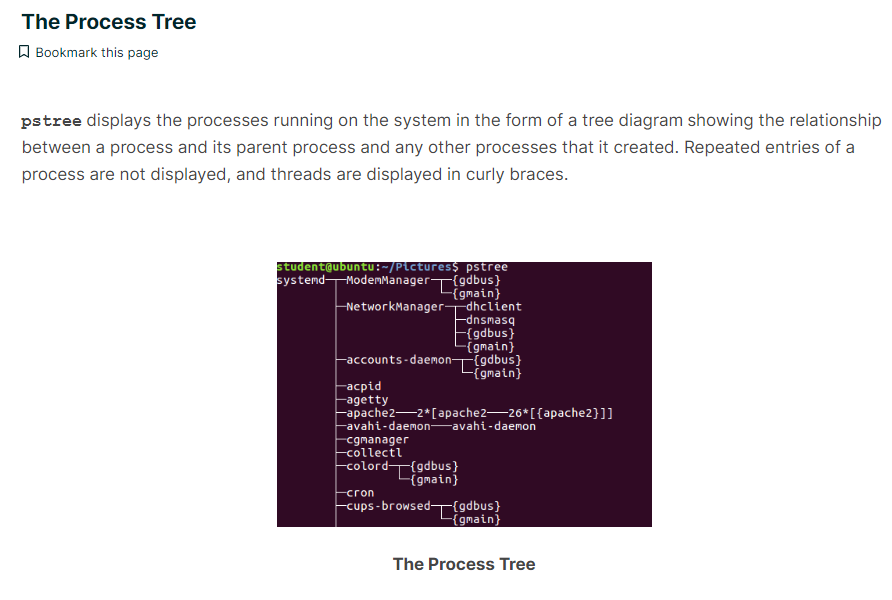 The Process Tree
Bookmark this page
pstree displays the processes running on the system in the form of a tree diagram showing the relationship
between a process and its parent process and any other processes that it created. Repeated entries of a
process are not displayed, and threads are displayed in curly braces.
student@ubuntu:~/Pictures$ pstree
systemd─┬─ModemManager─┬─{gdbus}
        │              └─{gmain}
        ├─NetworkManager─┬─dhclient
        │                ├─dnsmasq
        │                ├─{gdbus}
        │                └─{gmain}
        ├─accounts-daemon─┬─{gdbus}
        │                 └─{gmain}
        ├─acpid
        ├─agetty
        ├─apache2───2*[apache2───26*[{apache2}]]
        ├─avahi-daemon───avahi-daemon
        ├─cgmanager
        ├─collectl
        ├─colord─┬─{gdbus}
        │        └─{gmain}
        ├─cron
        ├─cups-browsed─┬─{gdbus}
        │              └─{gmain}
The Process Tree